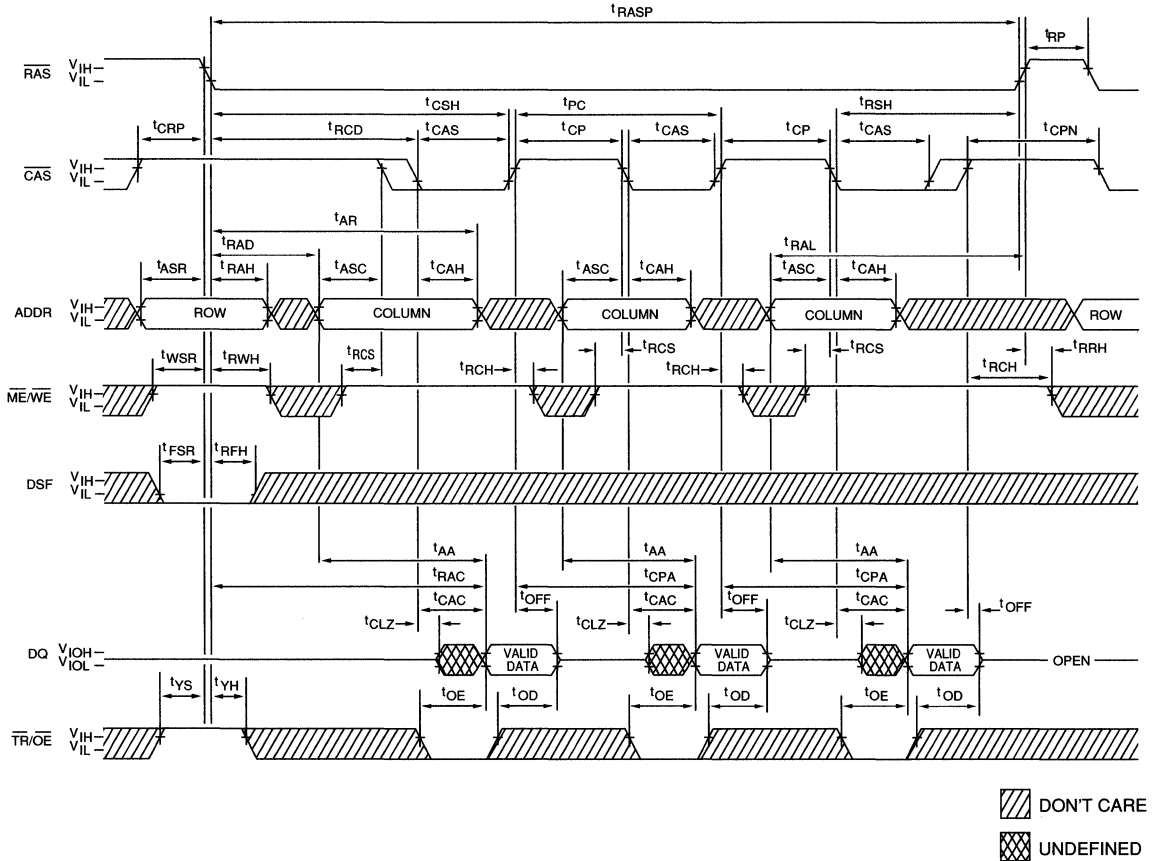 tRASP
tRP
RAS VIH VIL
tCSH tPC tRSH
tCRP tRCD tCAS tCP tCAS tCP tCAS tCPN
CAS VIH VIL
tAR
tRAD tRAL
tASR tRAH tASC tCAH tASC tCAH tASC tCAH
ADDR VIH VIL ROW COLUMN COLUMN COLUMN ROW
tWSR tRWH tRCS tRCH tRCS tRCH tRCS tRCH tRRH
ME/WE VIH VIL
tFSR tRFH
DSF VIH VIL
tAA tAA tAA
tRAC tCPA tCPA
tCAC tOFF tCAC tOFF tCAC tOFF
tCLZ tCLZ tCLZ
DQ VIOH VIOL VALID DATA VALID DATA VALID DATA OPEN
tYS tYH tOE tOD tOE tOD tOE tOD
TR/OE VIH VIL
DON'T CARE
UNDEFINED